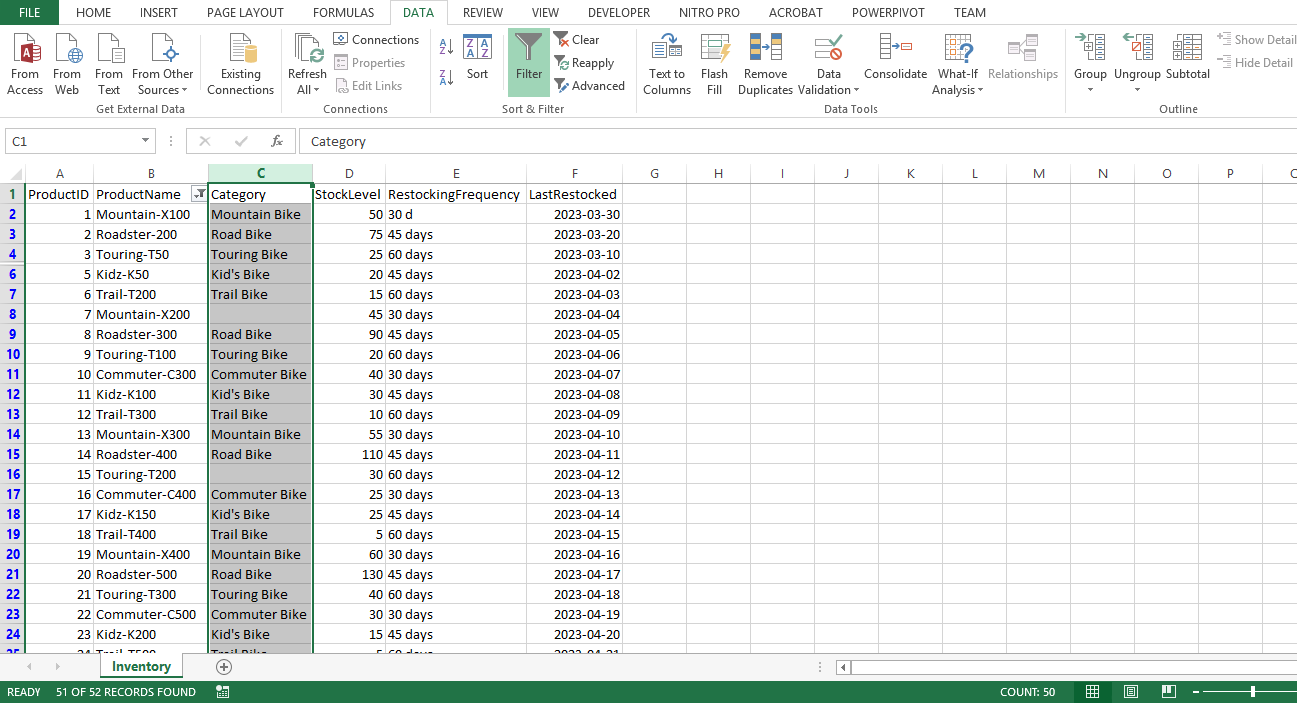 FILE HOME INSERT PAGE LAYOUT FORMULAS DATA REVIEW VIEW DEVELOPER NITRO PRO ACROBAT POWERPIVOT TEAM
From Access From Web From Text From Other Sources Existing Connections Refresh All Connections Properties Edit Links Sort Filter Clear Reapply Advanced Text to Columns Flash Fill Remove Duplicates Data Validation Consolidate What-If Analysis Relationships Group Ungroup Subtotal Show Detail Hide Detail
Get External Data Connections Sort & Filter Data Tools Outline
C1 fx Category
A B C D E F G H I J K L M N O P
1 ProductID ProductName Category StockLevel RestockingFrequency LastRestocked
2 1 Mountain-X100 Mountain Bike 50 30 d 2023-03-30
3 2 Roadster-200 Road Bike 75 45 days 2023-03-20
4 3 Touring-T50 Touring Bike 25 60 days 2023-03-10
6 5 Kidz-K50 Kid's Bike 20 45 days 2023-04-02
7 6 Trail-T200 Trail Bike 15 60 days 2023-04-03
8 7 Mountain-X200 45 30 days 2023-04-04
9 8 Roadster-300 Road Bike 90 45 days 2023-04-05
10 9 Touring-T100 Touring Bike 20 60 days 2023-04-06
11 10 Commuter-C300 Commuter Bike 40 30 days 2023-04-07
12 11 Kidz-K100 Kid's Bike 30 45 days 2023-04-08
13 12 Trail-T300 Trail Bike 10 60 days 2023-04-09
14 13 Mountain-X300 Mountain Bike 55 30 days 2023-04-10
15 14 Roadster-400 Road Bike 110 45 days 2023-04-11
16 15 Touring-T200 30 60 days 2023-04-12
17 16 Commuter-C400 Commuter Bike 25 30 days 2023-04-13
18 17 Kidz-K150 Kid's Bike 25 45 days 2023-04-14
19 18 Trail-T400 Trail Bike 5 60 days 2023-04-15
20 19 Mountain-X400 Mountain Bike 60 30 days 2023-04-16
21 20 Roadster-500 Road Bike 130 45 days 2023-04-17
22 21 Touring-T300 Touring Bike 40 60 days 2023-04-18
23 22 Commuter-C500 Commuter Bike 30 30 days 2023-04-19
24 23 Kidz-K200 Kid's Bike 15 45 days 2023-04-20
Inventory
READY 51 OF 52 RECORDS FOUND COUNT: 50